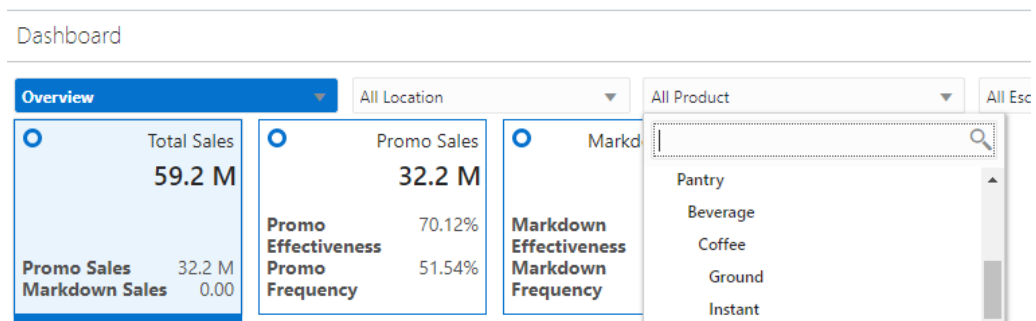 Dashboard
Overview
All Location
All Product
All Esc
Total Sales
59.2 M
Promo Sales 32.2 M
Markdown Sales 0.00
Promo Sales
32.2 M
Promo Effectiveness 70.12%
Promo Frequency 51.54%
Markd
Markdown Effectiveness
Markdown Frequency
Pantry
Beverage
Coffee
Ground
Instant